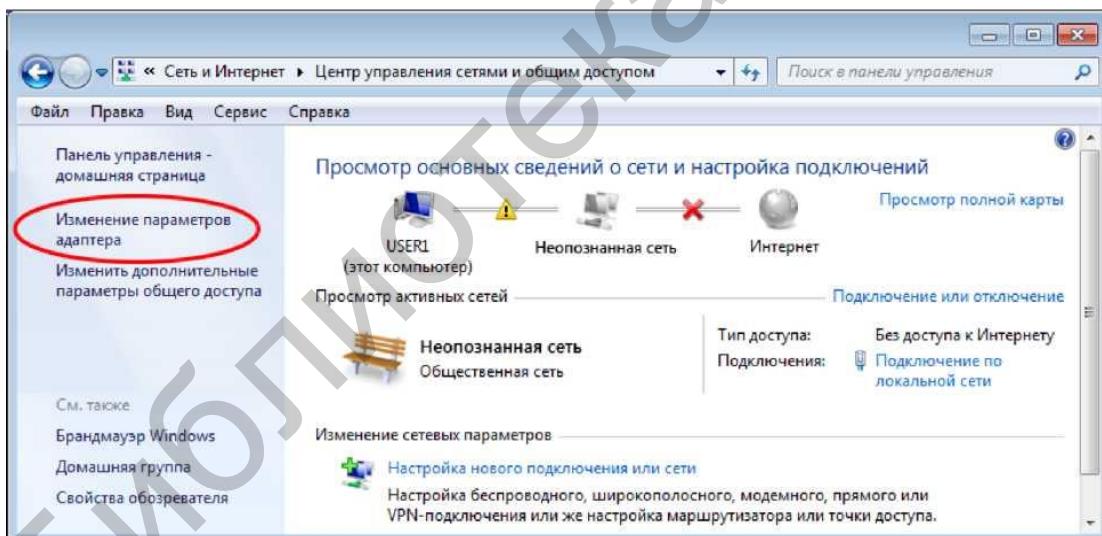 « Сеть и Интернет ▸ Центр управления сетями и общим доступом
Поиск в панели управления
Файл Правка Вид Сервис Справка
Панель управления -
домашняя страница
Изменение параметров
адаптера
Изменить дополнительные
параметры общего доступа
См. также
Брандмауэр Windows
Домашняя группа
Свойства обозревателя
Просмотр основных сведений о сети и настройка подключений
Просмотр полной карты
USER1
(этот компьютер)
Неопознанная сеть
Интернет
Просмотр активных сетей
Подключение или отключение
Неопознанная сеть
Общественная сеть
Тип доступа: Без доступа к Интернету
Подключения: Подключение по
локальной сети
Изменение сетевых параметров
Настройка нового подключения или сети
Настройка беспроводного, широкополосного, модемного, прямого или
VPN-подключения или же настройка маршрутизатора или точки доступа.
Библиотека